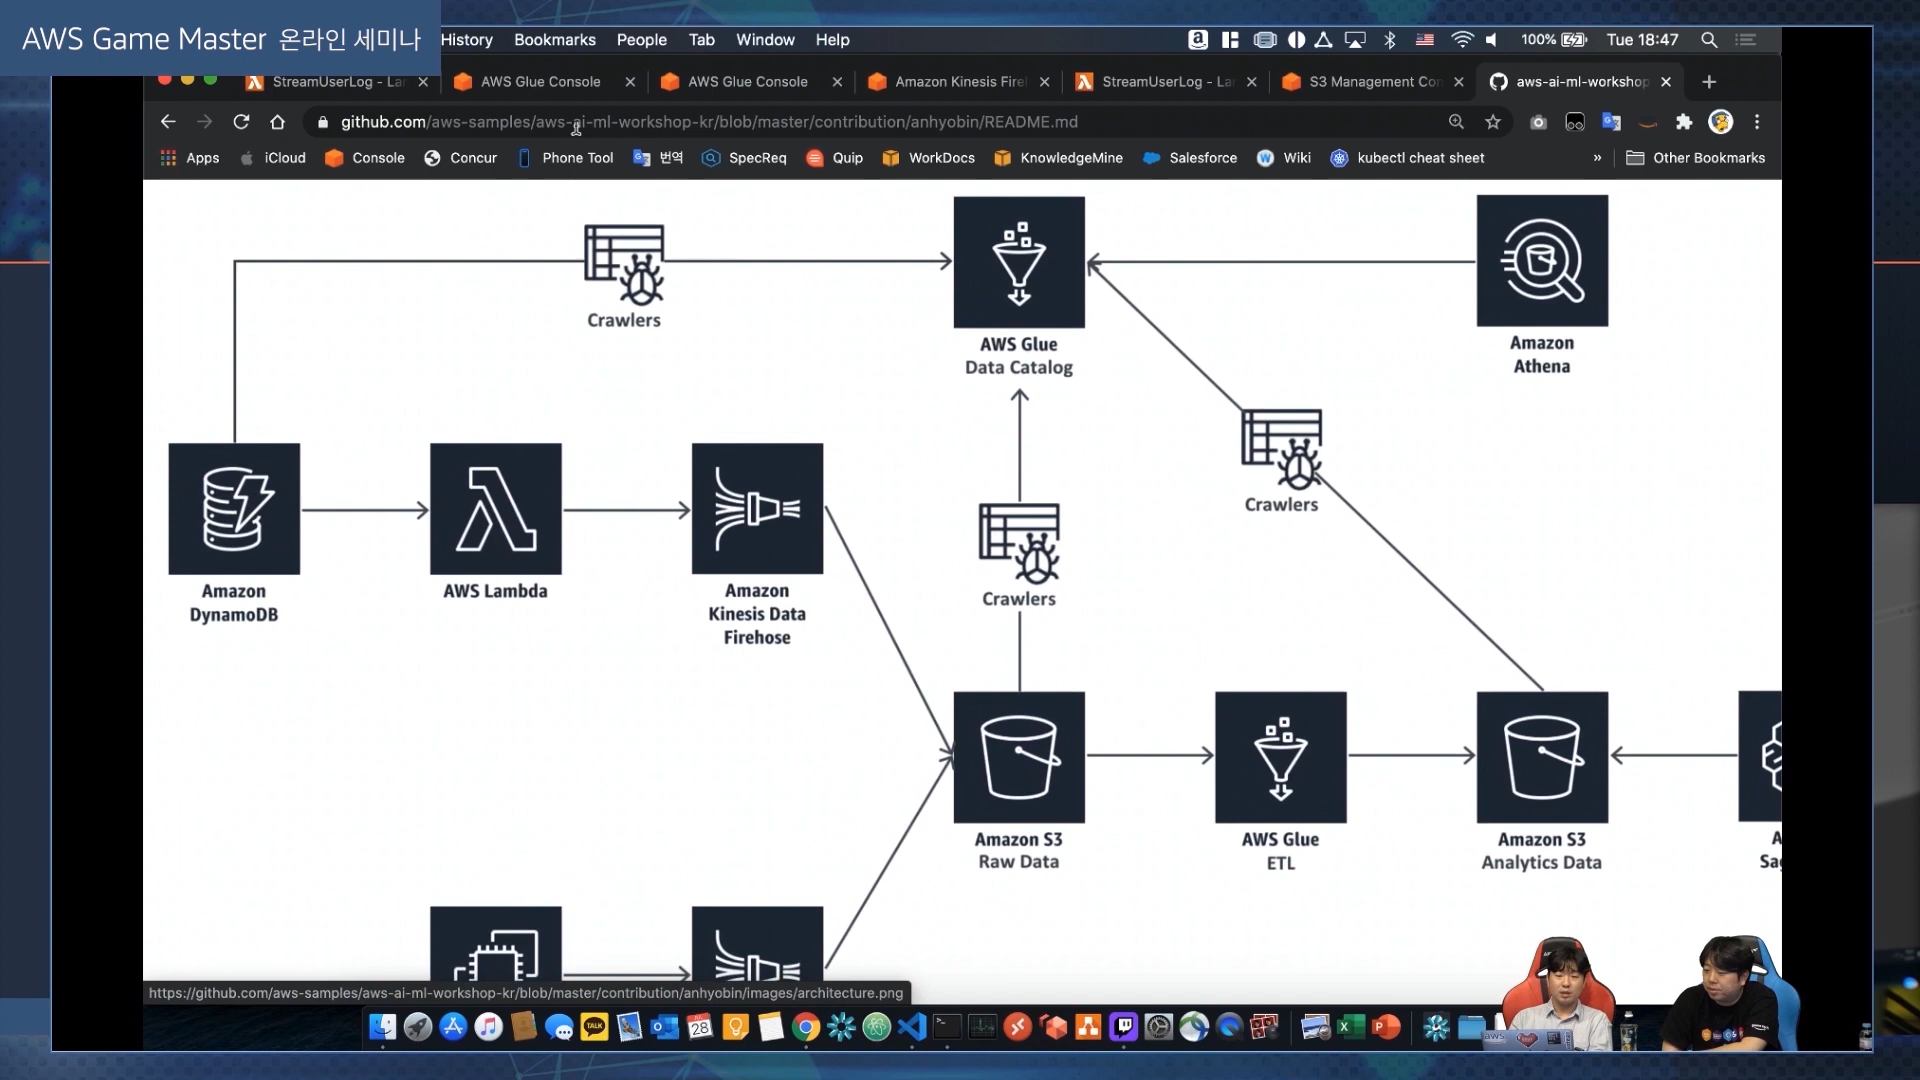 AWS Game Master 온라인 세미나
History Bookmarks People Tab Window Help
100% Tue 18:47
StreamUserLog - La
AWS Glue Console
AWS Glue Console
Amazon Kinesis Fire
StreamUserLog - La
S3 Management Con
aws-ai-ml-workshop
github.com/aws-samples/aws-ai-ml-workshop-kr/blob/master/contribution/anhyobin/README.md
Apps iCloud Console Concur Phone Tool 번역 SpecReq Quip WorkDocs KnowledgeMine Salesforce Wiki kubectl cheat sheet » Other Bookmarks
Crawlers
AWS Glue
Data Catalog
Amazon
Athena
Crawlers
Amazon
DynamoDB
AWS Lambda
Amazon
Kinesis Data
Firehose
Crawlers
Amazon S3
Raw Data
AWS Glue
ETL
Amazon S3
Analytics Data
A
Sag
https://github.com/aws-samples/aws-ai-ml-workshop-kr/blob/master/contribution/anhyobin/images/architecture.png
TALK
28
aws